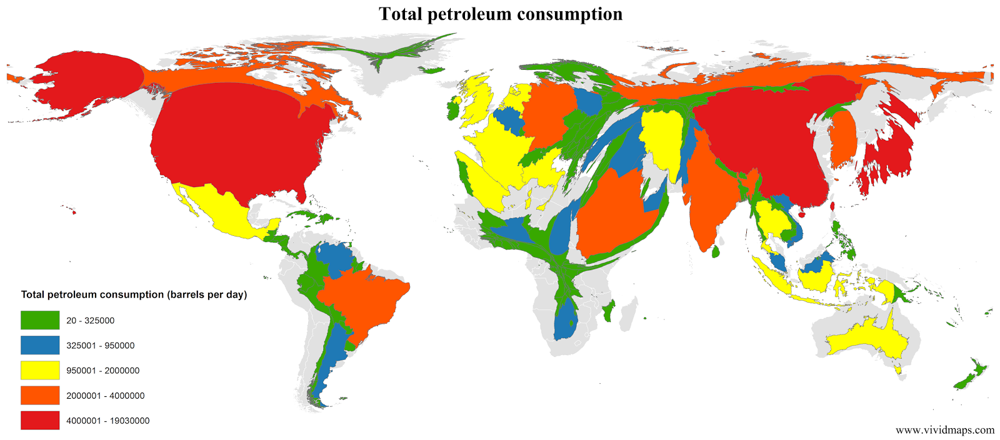 Total petroleum consumption
Total petroleum consumption (barrels per day)
20 - 325000
325001 - 950000
950001 - 2000000
2000001 - 4000000
4000001 - 19030000
www.vividmaps.com